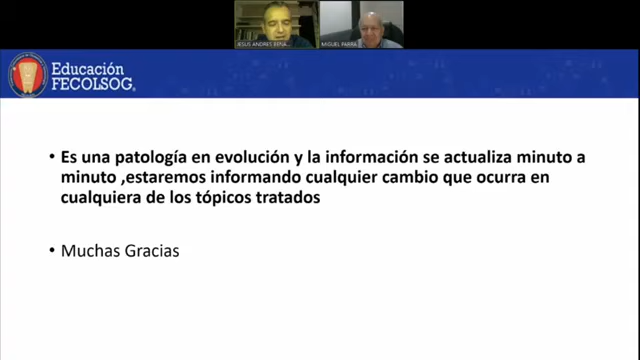 JESUS ANDRES BENA
MIGUEL PARRA
Educación
FECOLSOG®
• Es una patología en evolución y la información se actualiza minuto a
minuto ,estaremos informando cualquier cambio que ocurra en
cualquiera de los tópicos tratados
• Muchas Gracias